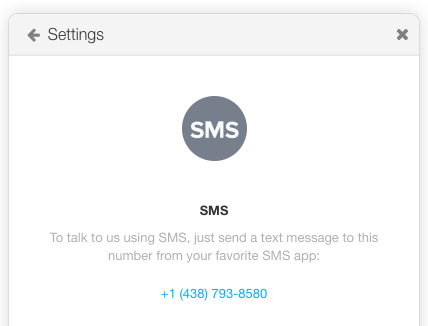 Settings
SMS
SMS
To talk to us using SMS, just send a text message to this
number from your favorite SMS app:
+1 (438) 793-8580